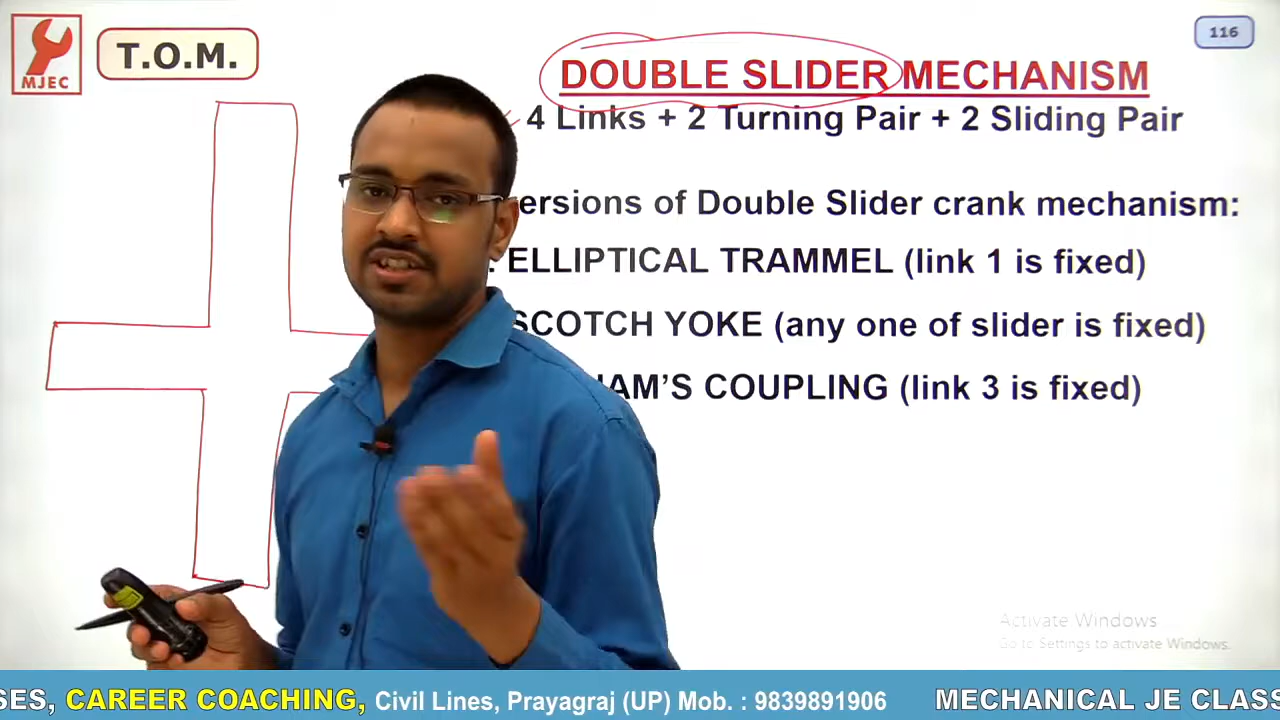 MJEC
T.O.M.
116
DOUBLE SLIDER MECHANISM
4 Links + 2 Turning Pair + 2 Sliding Pair
ersions of Double Slider crank mechanism:
. ELLIPTICAL TRAMMEL (link 1 is fixed)
SCOTCH YOKE (any one of slider is fixed)
HAM'S COUPLING (link 3 is fixed)
Activate Windows
Go to Settings to activate Windows.
SES, CAREER COACHING, Civil Lines, Prayagraj (UP) Mob. : 9839891906 MECHANICAL JE CLASS